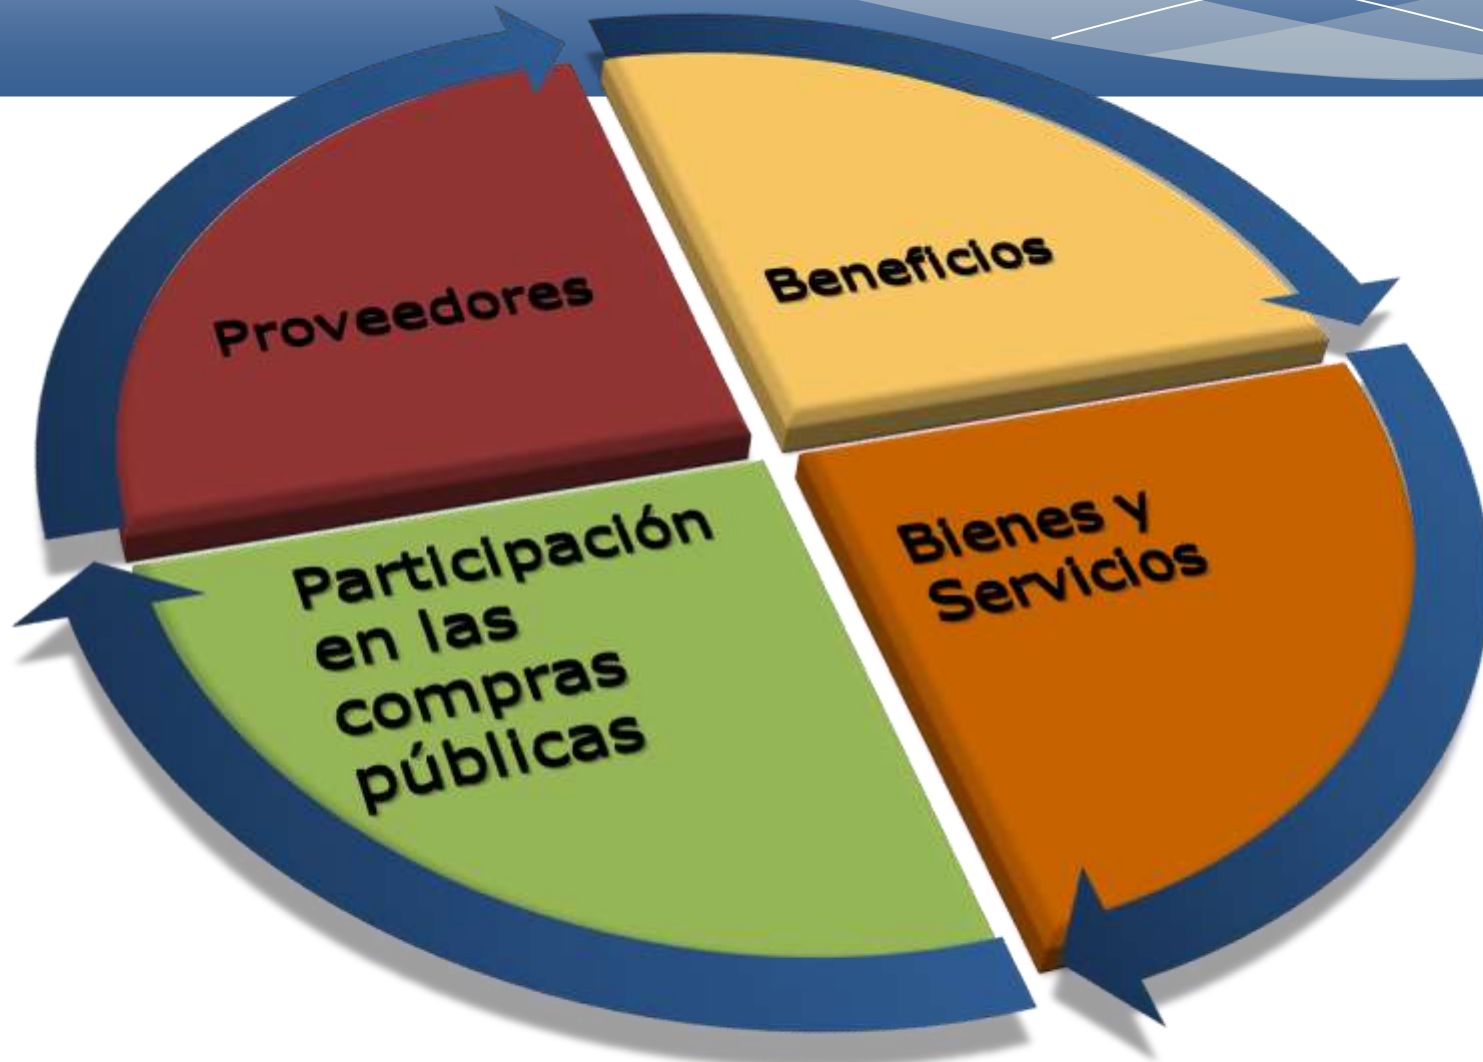 Proveedores
Beneficios
Bienes y
Servicios
Participación
en las
compras
públicas